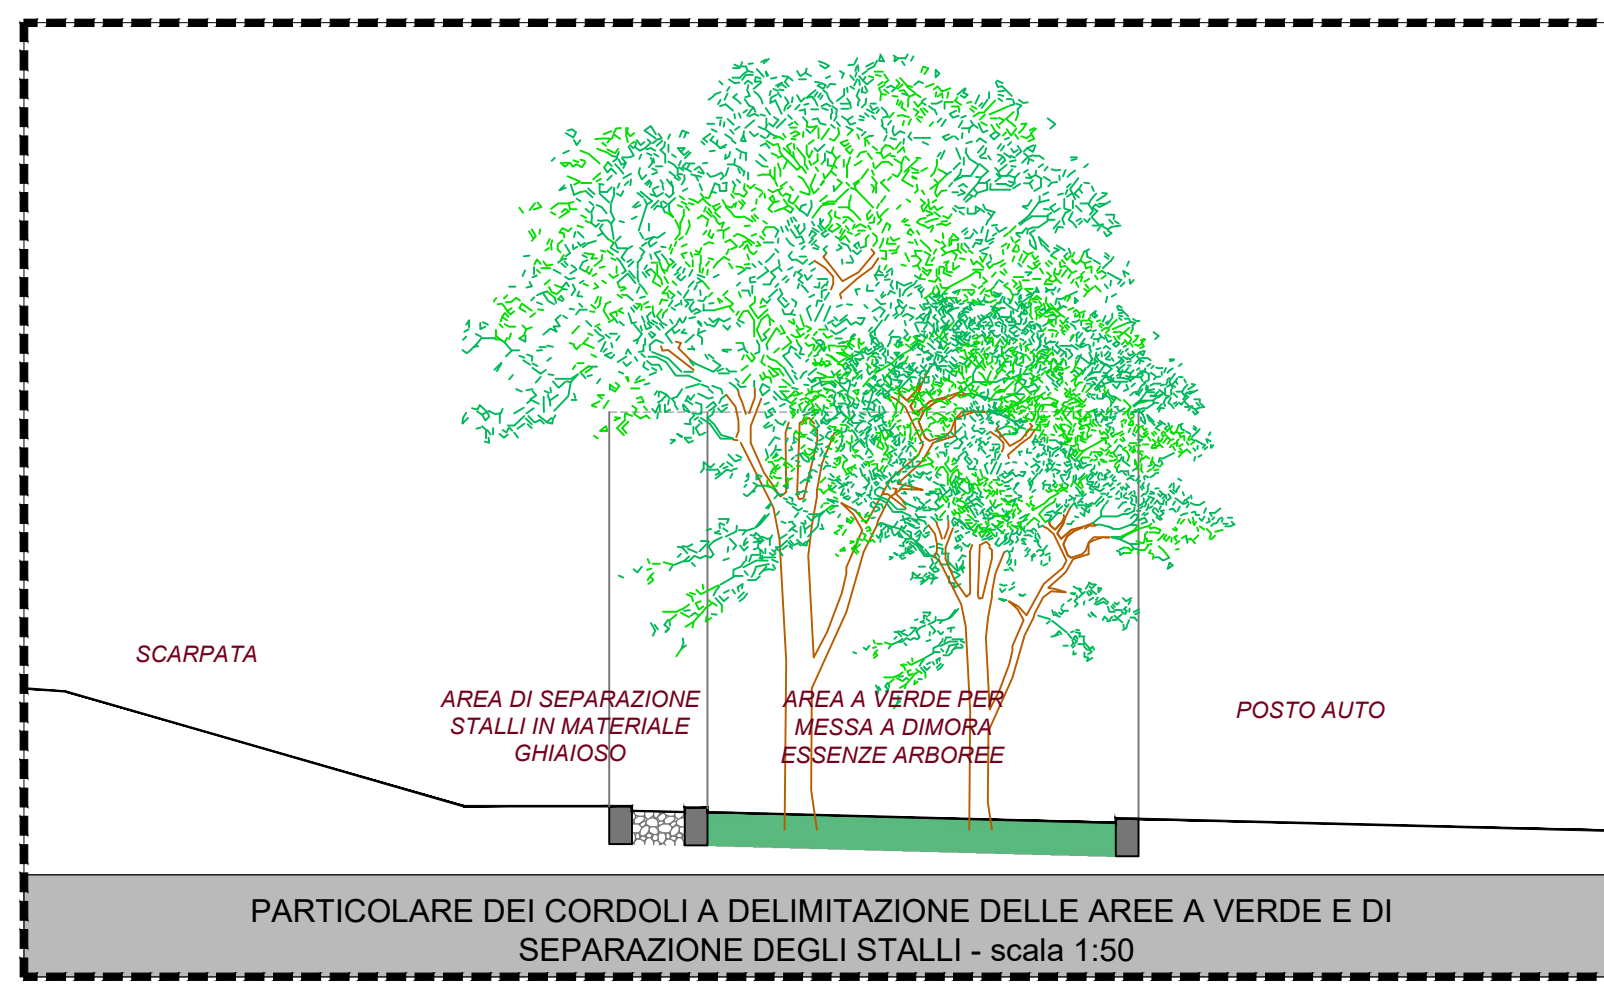 SCARPATA
AREA DI SEPARAZIONE
STALLI IN MATERIALE
GHIAIOSO
AREA A VERDE PER
MESSA A DIMORA
ESSENZE ARBOREE
POSTO AUTO
PARTICOLARE DEI CORDOLI A DELIMITAZIONE DELLE AREE A VERDE E DI
SEPARAZIONE DEGLI STALLI - scala 1:50